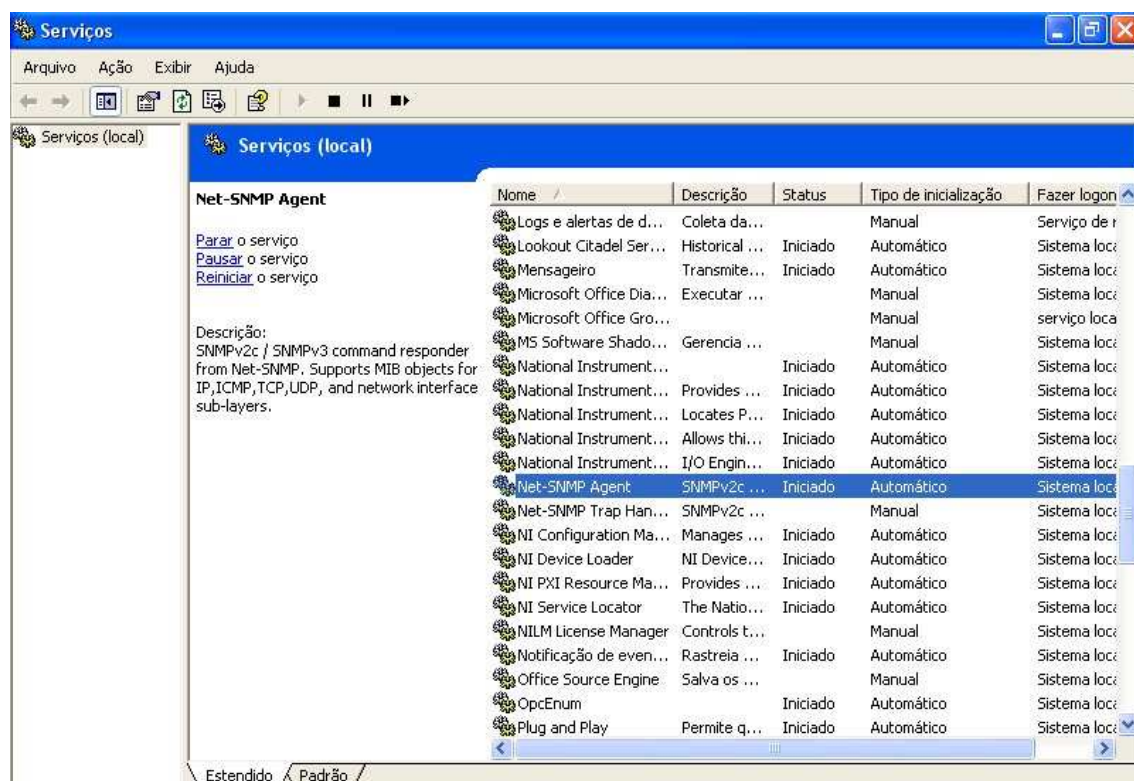 Serviços
Arquivo Ação Exibir Ajuda
Serviços (local)
Serviços (local)
Net-SNMP Agent
Parar o serviço
Pausar o serviço
Reiniciar o serviço
Descrição:
SNMPv2c / SNMPv3 command responder
from Net-SNMP. Supports MIB objects for
IP,ICMP,TCP,UDP, and network interface
sub-layers.
Nome Descrição Status Tipo de inicialização Fazer logon
Logs e alertas de d... Coleta da... Manual Serviço de r
Lookout Citadel Ser... Historical ... Iniciado Automático Sistema loca
Mensageiro Transmite... Iniciado Automático Sistema loca
Microsoft Office Dia... Executar ... Manual Sistema loca
Microsoft Office Gro... Manual serviço loca
MS Software Shado... Gerencia ... Manual Sistema loca
National Instrument... Iniciado Automático Sistema loca
National Instrument... Provides ... Iniciado Automático Sistema loca
National Instrument... Locates P... Iniciado Automático Sistema loca
National Instrument... Allows thi... Iniciado Automático Sistema loca
National Instrument... I/O Engin... Iniciado Automático Sistema loca
Net-SNMP Agent SNMPv2c ... Iniciado Automático Sistema loca
Net-SNMP Trap Han... SNMPv2c ... Manual Sistema loca
NI Configuration Ma... Manages ... Iniciado Automático Sistema loca
NI Device Loader NI Device... Iniciado Automático Sistema loca
NI PXI Resource Ma... Provides ... Iniciado Automático Sistema loca
NI Service Locator The Natio... Iniciado Automático Sistema loca
NILM License Manager Controls t... Manual Sistema loca
Notificação de even... Rastreia ... Iniciado Automático Sistema loca
Office Source Engine Salva os ... Manual Sistema loca
OpcEnum Iniciado Automático Sistema loca
Plug and Play Permite q... Iniciado Automático Sistema loca
Estendido Padrão